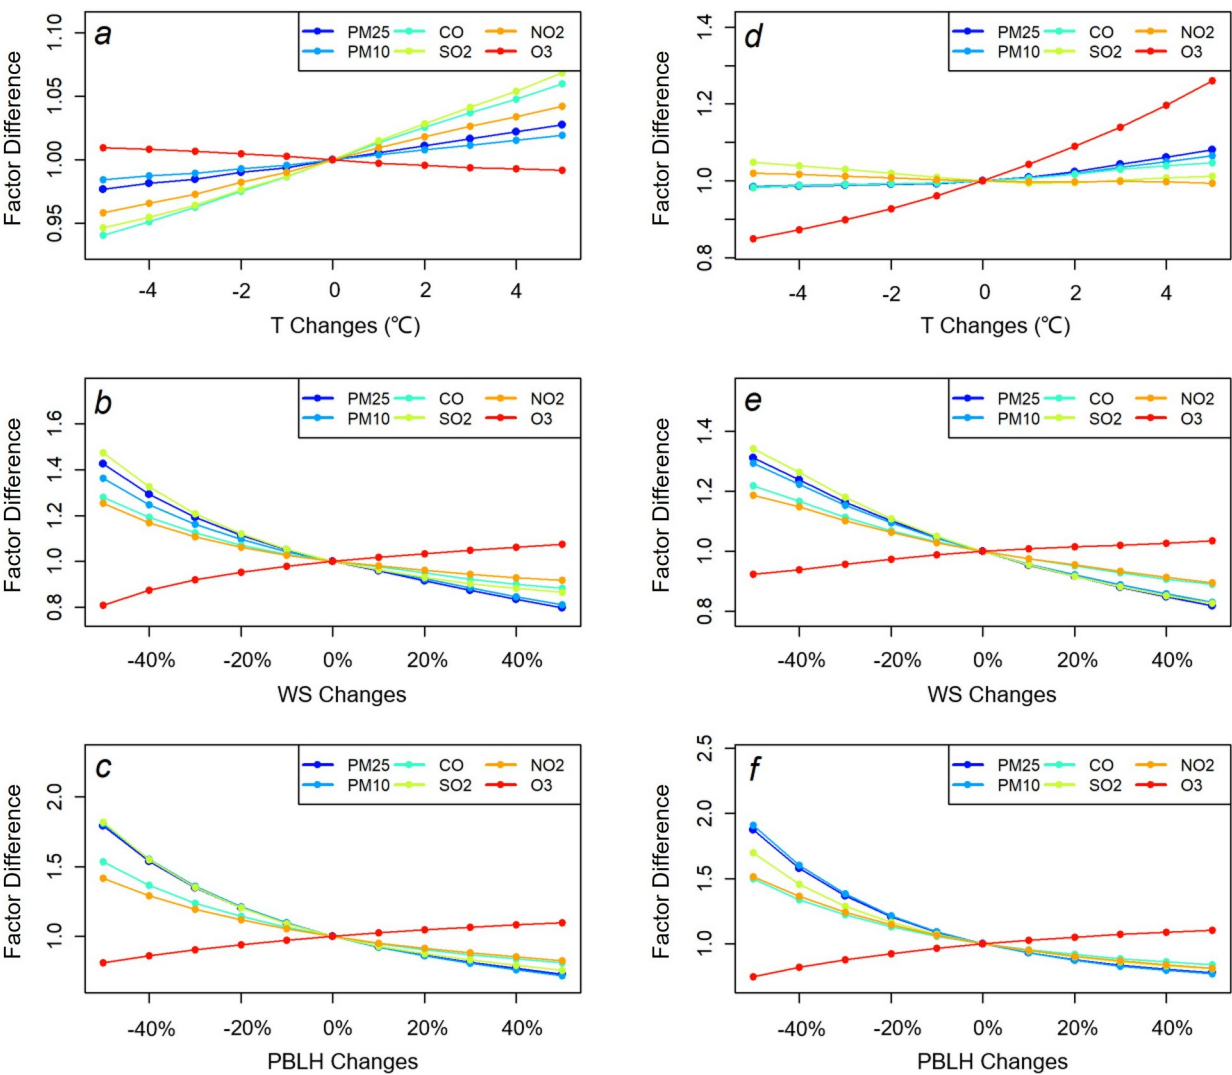 a
PM25 CO NO2
PM10 SO2 O3
Factor Difference
1.10
1.05
1.00
0.95
-4 -2 0 2 4
T Changes (℃)
d
PM25 CO NO2
PM10 SO2 O3
Factor Difference
1.4
1.2
1.0
0.8
-4 -2 0 2 4
T Changes (℃)
b
PM25 CO NO2
PM10 SO2 O3
Factor Difference
1.6
1.4
1.2
1.0
0.8
-40% -20% 0% 20% 40%
WS Changes
e
PM25 CO NO2
PM10 SO2 O3
Factor Difference
1.4
1.2
1.0
0.8
-40% -20% 0% 20% 40%
WS Changes
c
PM25 CO NO2
PM10 SO2 O3
Factor Difference
2.0
1.5
1.0
-40% -20% 0% 20% 40%
PBLH Changes
f
PM25 CO NO2
PM10 SO2 O3
Factor Difference
2.5
2.0
1.5
1.0
-40% -20% 0% 20% 40%
PBLH Changes